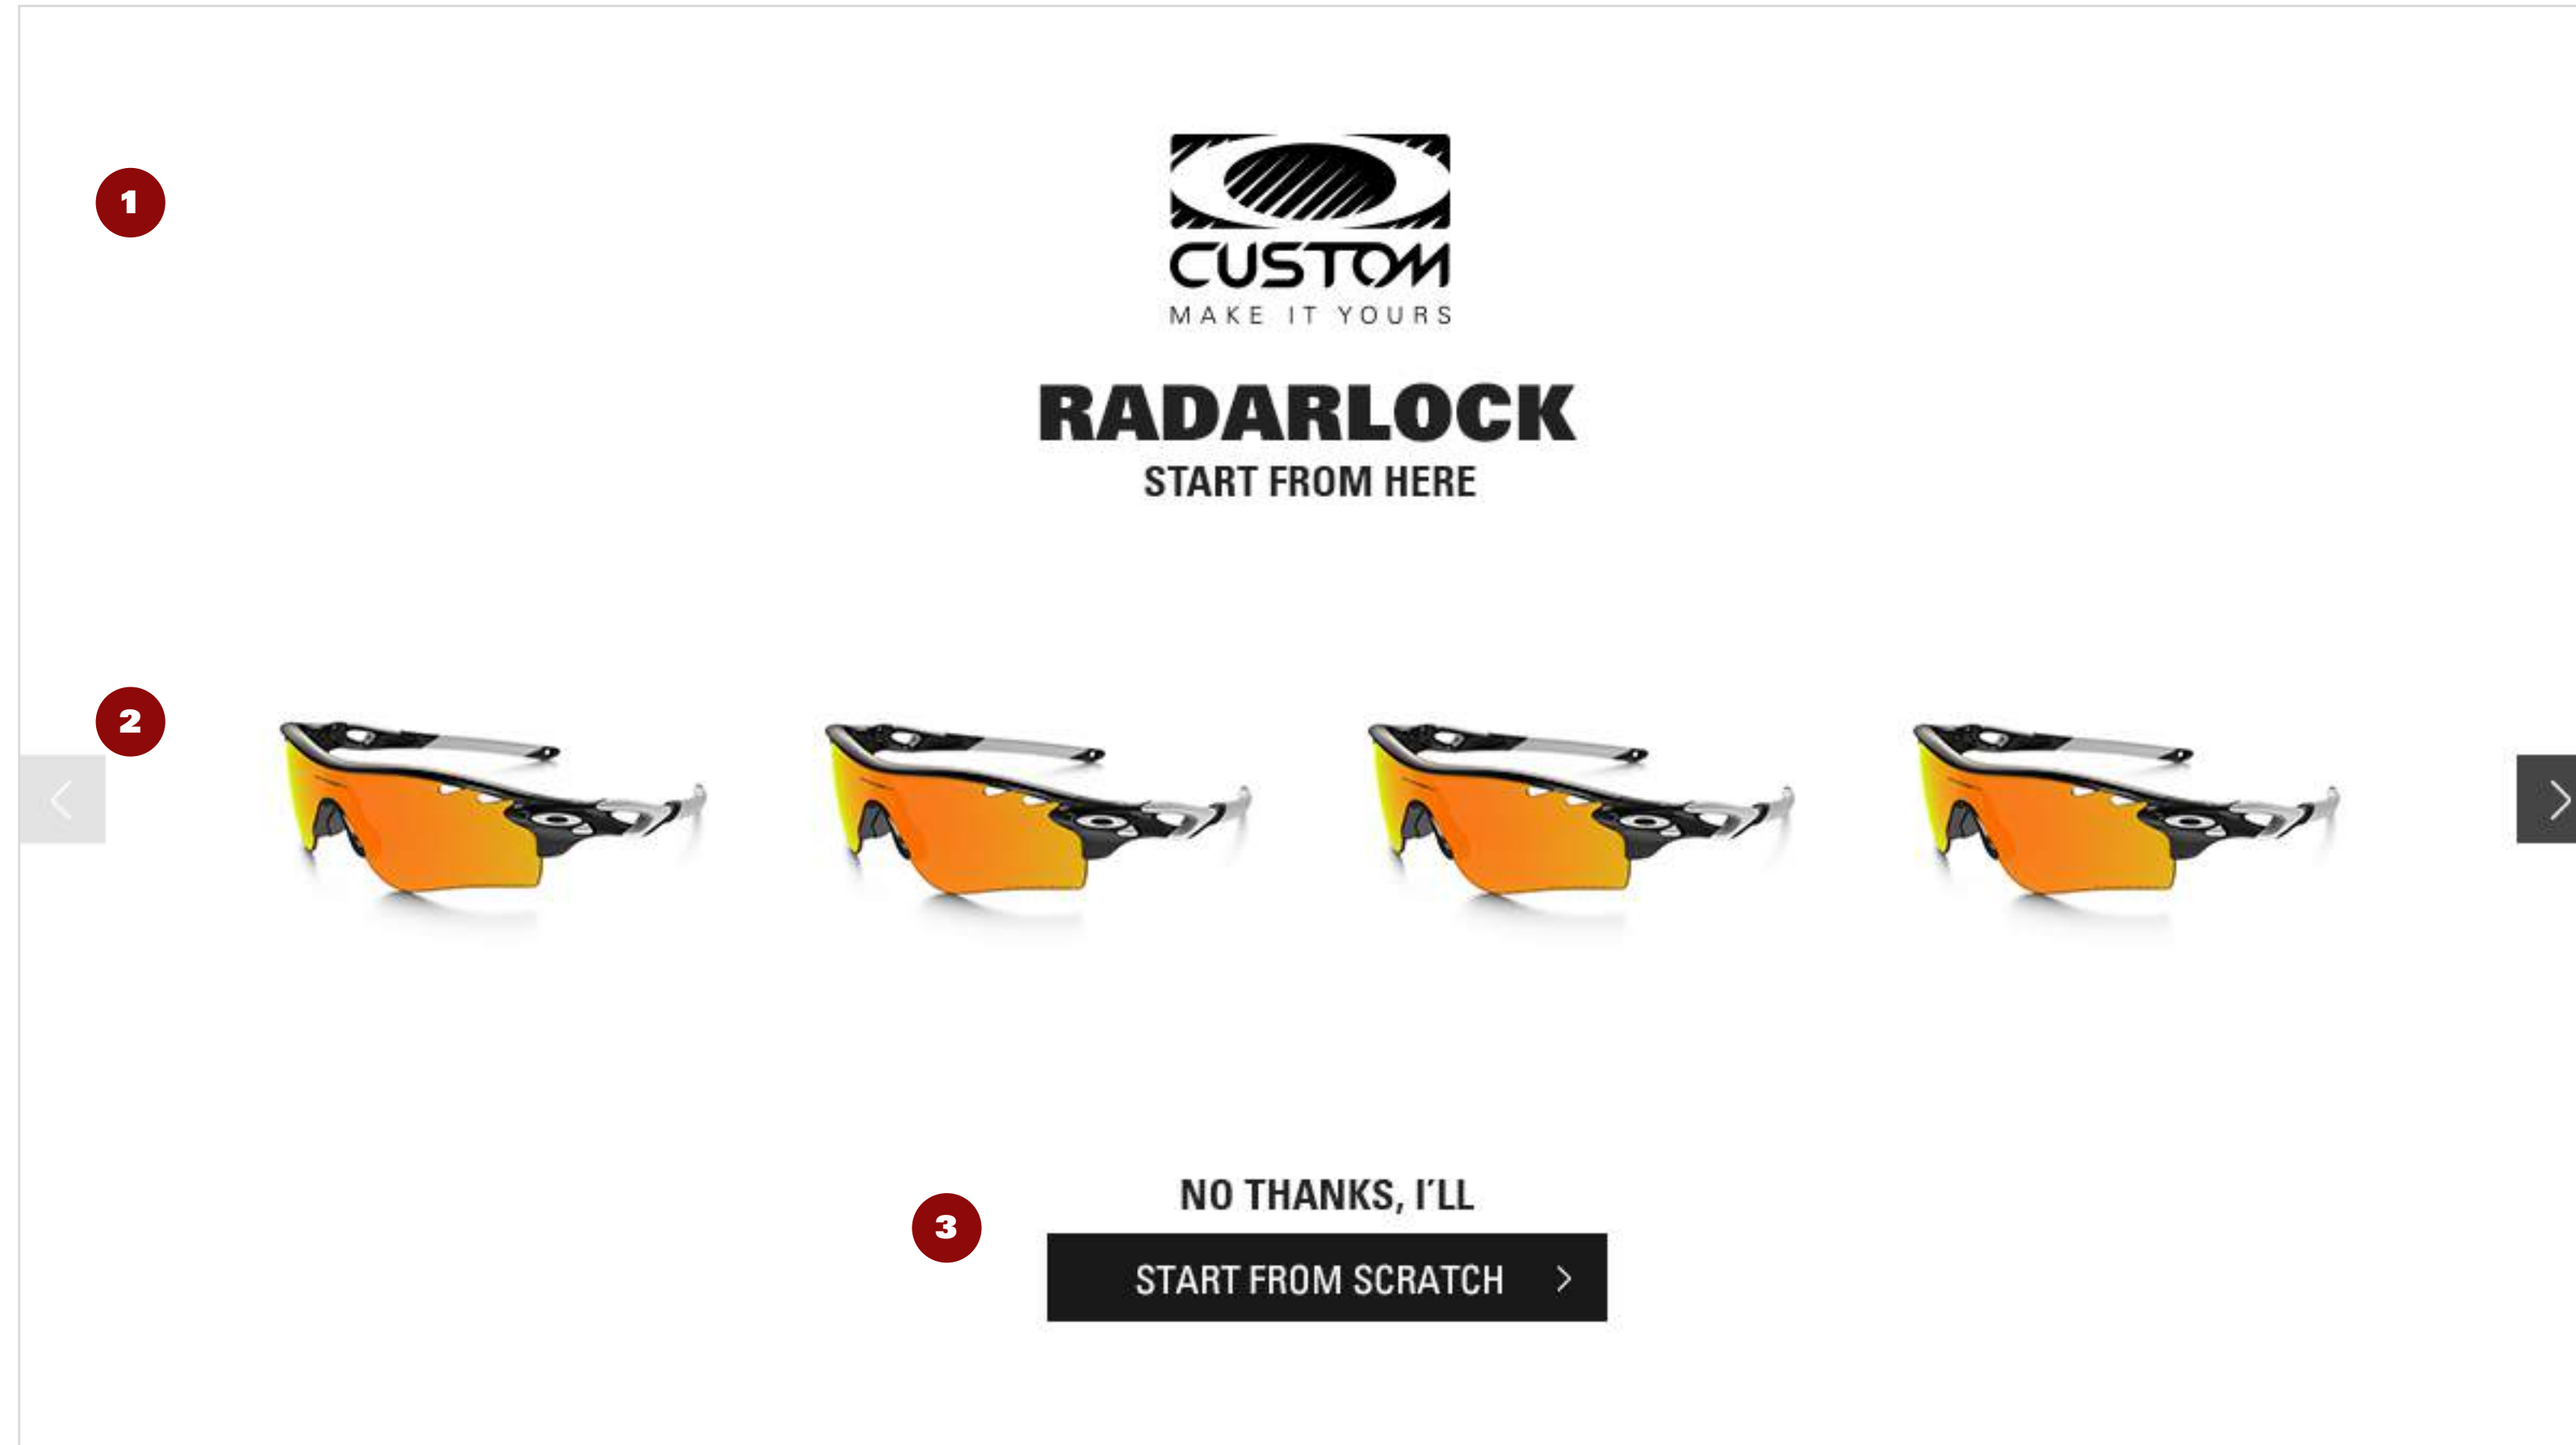 1
CUSTOM
MAKE IT YOURS
RADARLOCK
START FROM HERE
2
NO THANKS, I´LL
3
START FROM SCRATCH